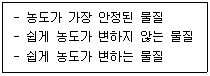 - 농도가 가장 안정된 물질
- 쉽게 농도가 변하지 않는 물질
- 쉽게 농도가 변하는 물질